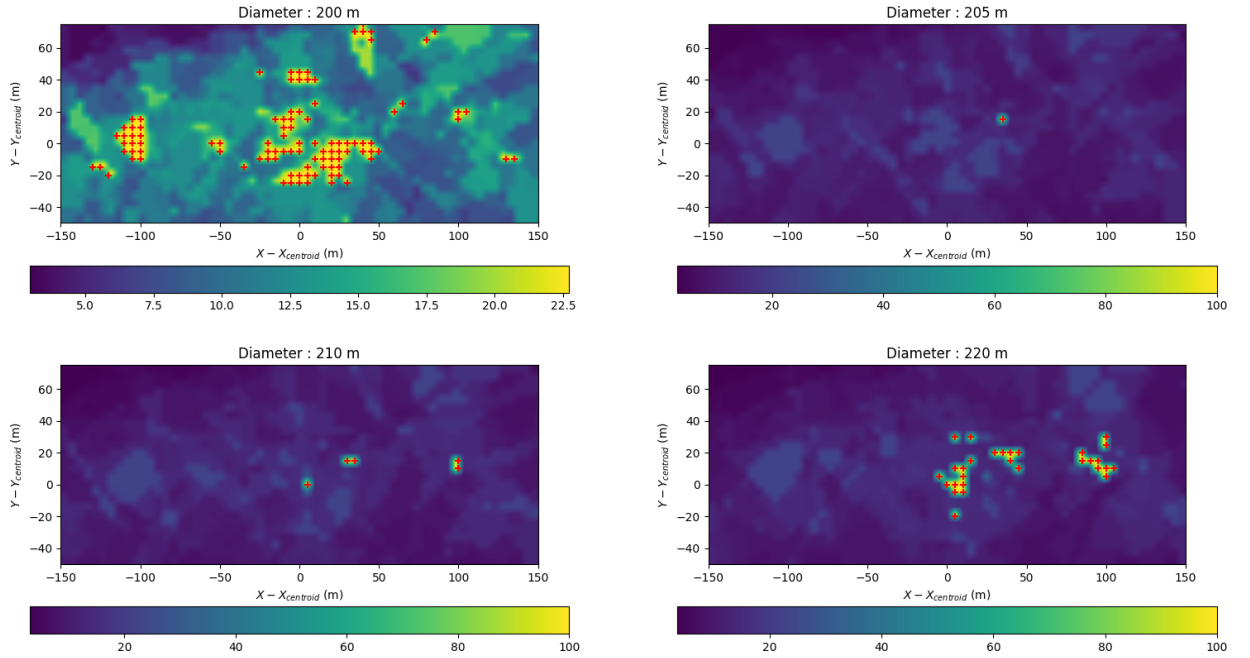 Diameter : 200 m
Y − Y_centroid (m)
60
40
20
0
−20
−40
−150 −100 −50 0 50 100 150
X − X_centroid (m)
5.0 7.5 10.0 12.5 15.0 17.5 20.0 22.5
Diameter : 205 m
Y − Y_centroid (m)
60
40
20
0
−20
−40
−150 −100 −50 0 50 100 150
X − X_centroid (m)
20 40 60 80 100
Diameter : 210 m
Y − Y_centroid (m)
60
40
20
0
−20
−40
−150 −100 −50 0 50 100 150
X − X_centroid (m)
20 40 60 80 100
Diameter : 220 m
Y − Y_centroid (m)
60
40
20
0
−20
−40
−150 −100 −50 0 50 100 150
X − X_centroid (m)
20 40 60 80 100